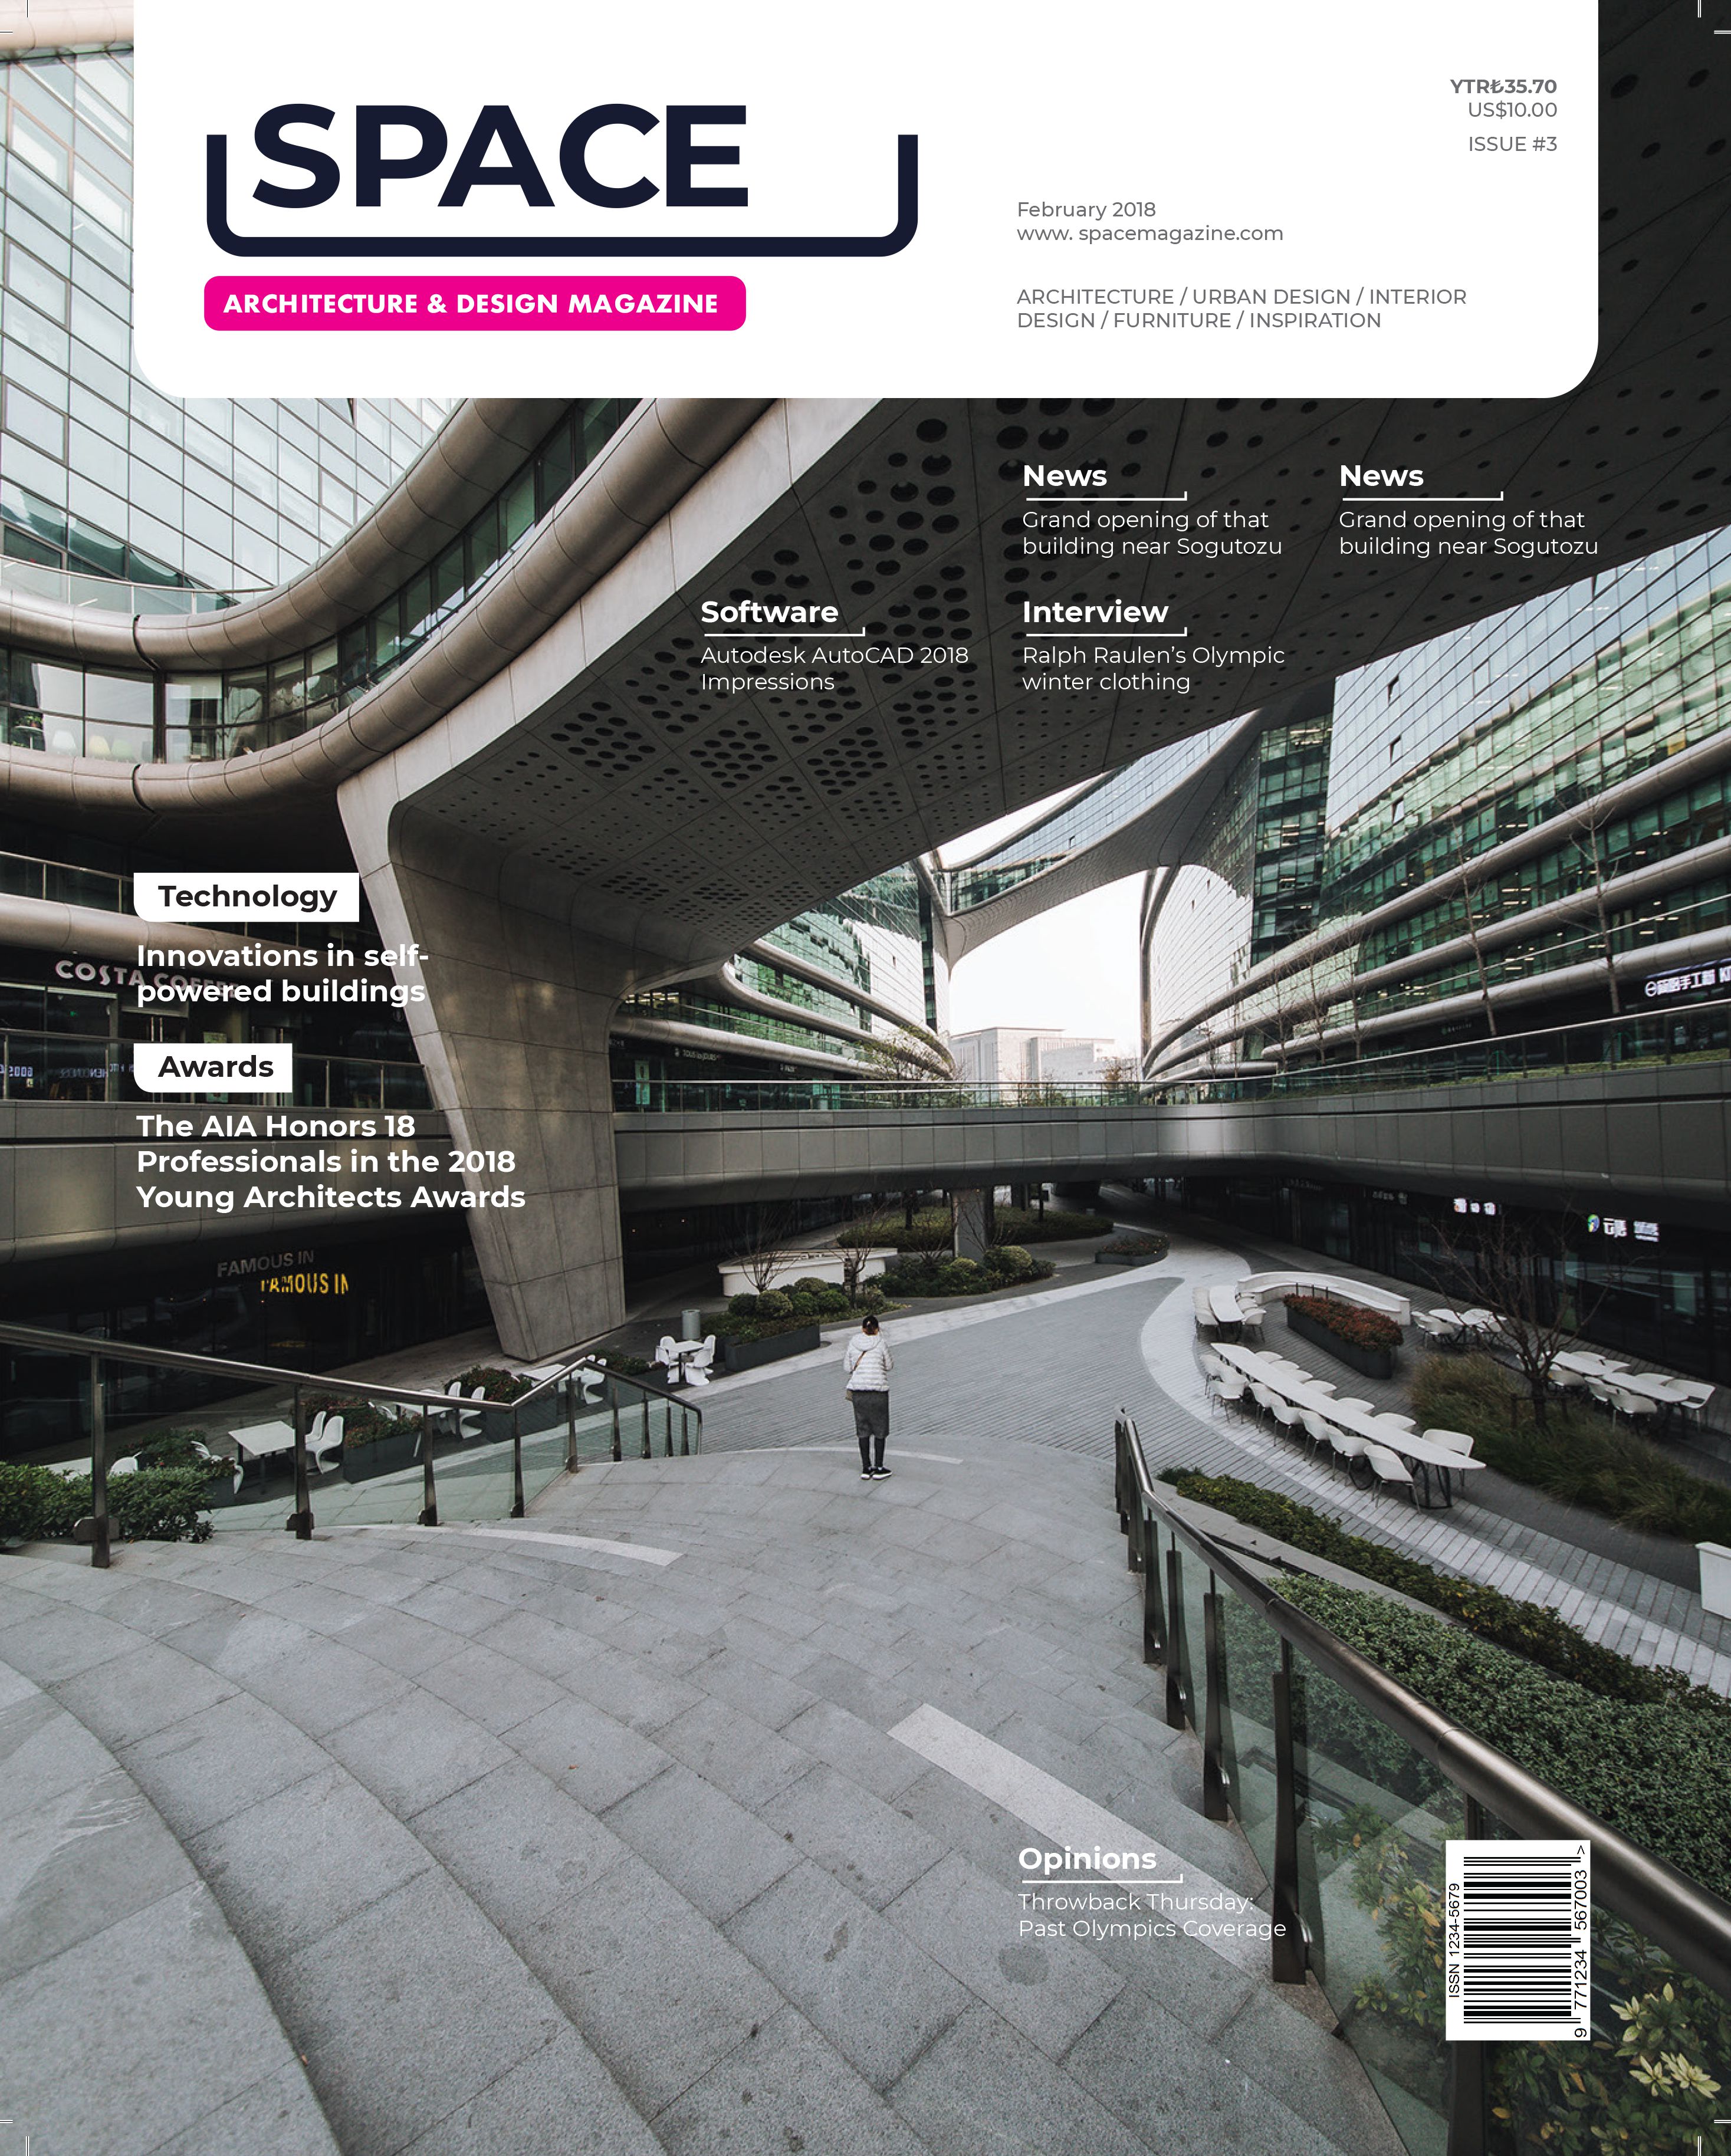 SPACE
ARCHITECTURE & DESIGN MAGAZINE
YTR₺35.70
US$10.00
ISSUE #3
February 2018
www. spacemagazine.com
ARCHITECTURE / URBAN DESIGN / INTERIOR
DESIGN / FURNITURE / INSPIRATION
News
Grand opening of that
building near Sogutozu
News
Grand opening of that
building near Sogutozu
Software
Autodesk AutoCAD 2018
Impressions
Interview
Ralph Raulen’s Olympic
winter clothing
Technology
Innovations in self-
powered buildings
COSTA COFFEE
Awards
The AIA Honors 18
Professionals in the 2018
Young Architects Awards
FAMOUS IN
FAMOUS IN
Opinions
Throwback Thursday:
Past Olympics Coverage
ISSN 1234-5679
9 771234 567003 >